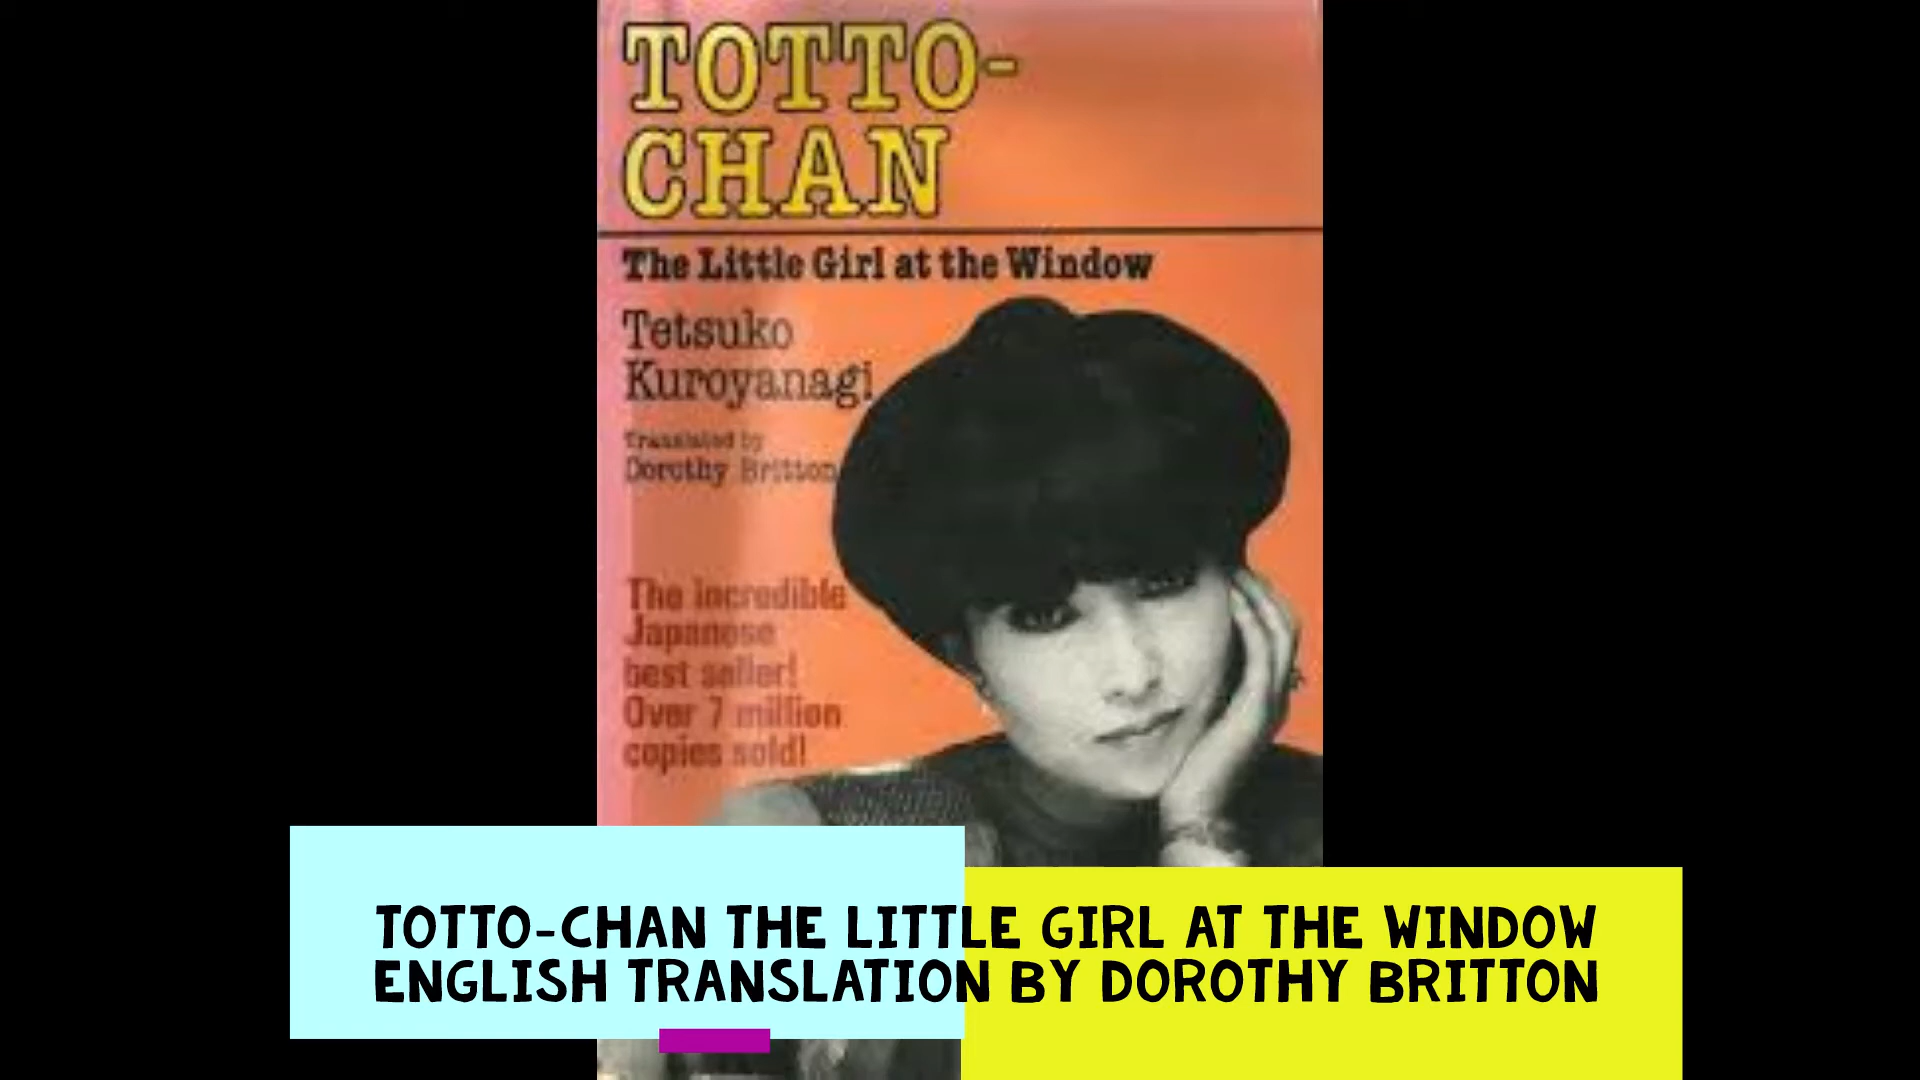 TOTTO-
CHAN
The Little Girl at the Window
Tetsuko
Kuroyanagi
Translated by
Dorothy Britton
The incredible
Japanese
best seller!
Over 7 million
copies sold!
TOTTO-CHAN THE LITTLE GIRL AT THE WINDOW
ENGLISH TRANSLATION BY DOROTHY BRITTON